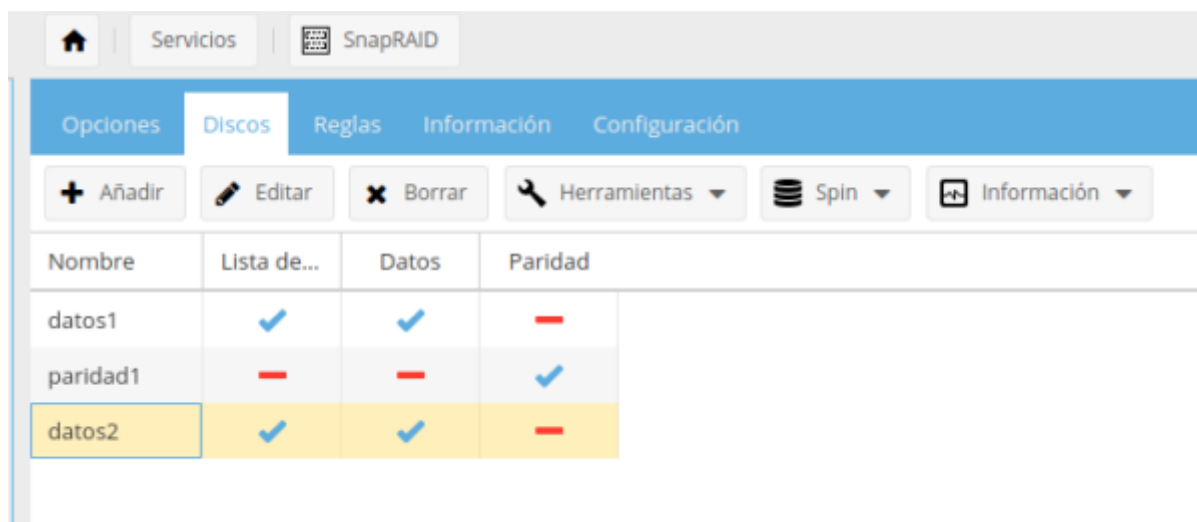 Servicios SnapRAID
Opciones Discos Reglas Información Configuración
Añadir Editar Borrar Herramientas Spin Información
Nombre Lista de... Datos Paridad
datos1
paridad1
datos2